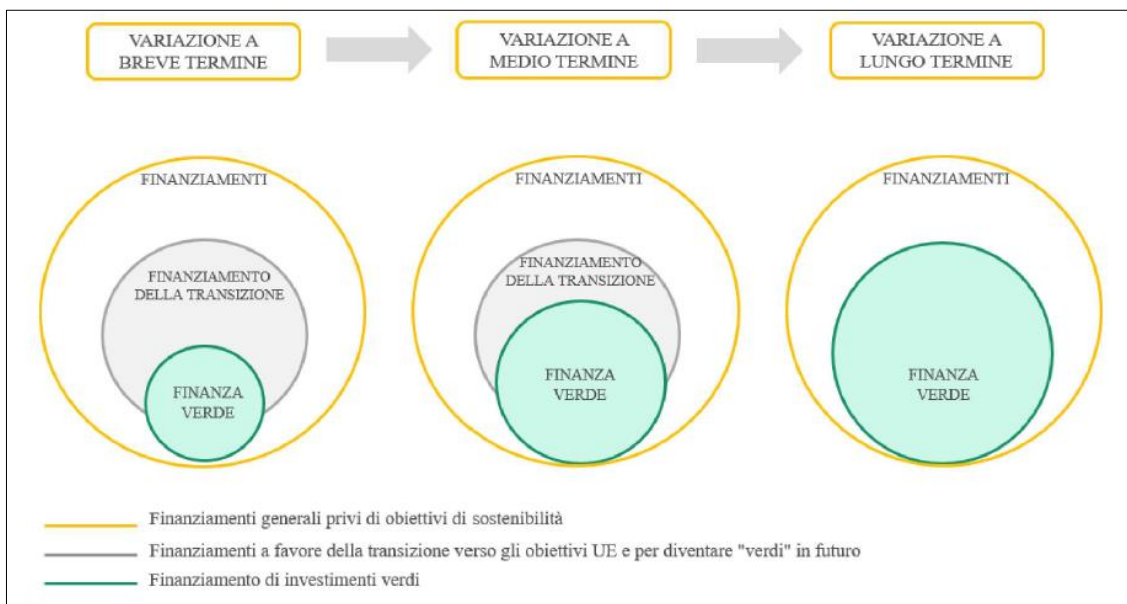 VARIAZIONE A
BREVE TERMINE
VARIAZIONE A
MEDIO TERMINE
VARIAZIONE A
LUNGO TERMINE
FINANZIAMENTI
FINANZIAMENTO
DELLA TRANSIZIONE
FINANZA
VERDE
FINANZIAMENTI
FINANZIAMENTO
DELLA TRANSIZIONE
FINANZA
VERDE
FINANZIAMENTI
FINANZA
VERDE
Finanziamenti generali privi di obiettivi di sostenibilità
Finanziamenti a favore della transizione verso gli obiettivi UE e per diventare "verdi" in futuro
Finanziamento di investimenti verdi